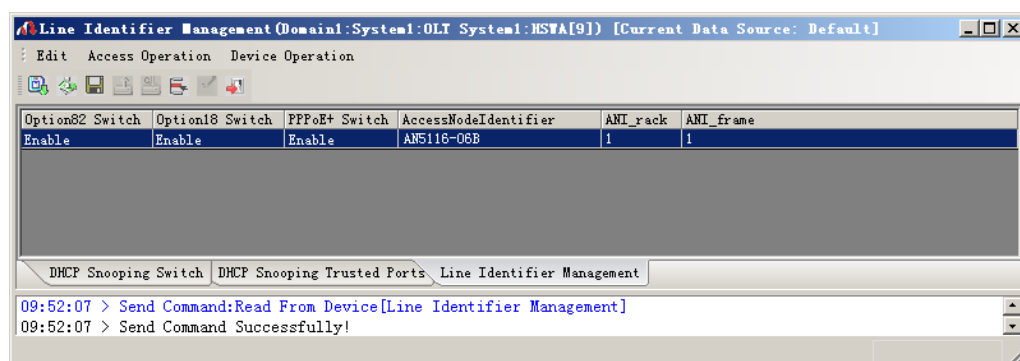 Line Identifier Management(Domain1:System1:OLT System1:HSWA[9]) [Current Data Source: Default]
Edit Access Operation Device Operation
Option82 Switch Option18 Switch PPPoE+ Switch AccessNodeIdentifier ANI_rack ANI_frame
Enable Enable Enable AN5116-06B 1 1
DHCP Snooping Switch DHCP Snooping Trusted Ports Line Identifier Management
09:52:07 > Send Command:Read From Device[Line Identifier Management]
09:52:07 > Send Command Successfully!